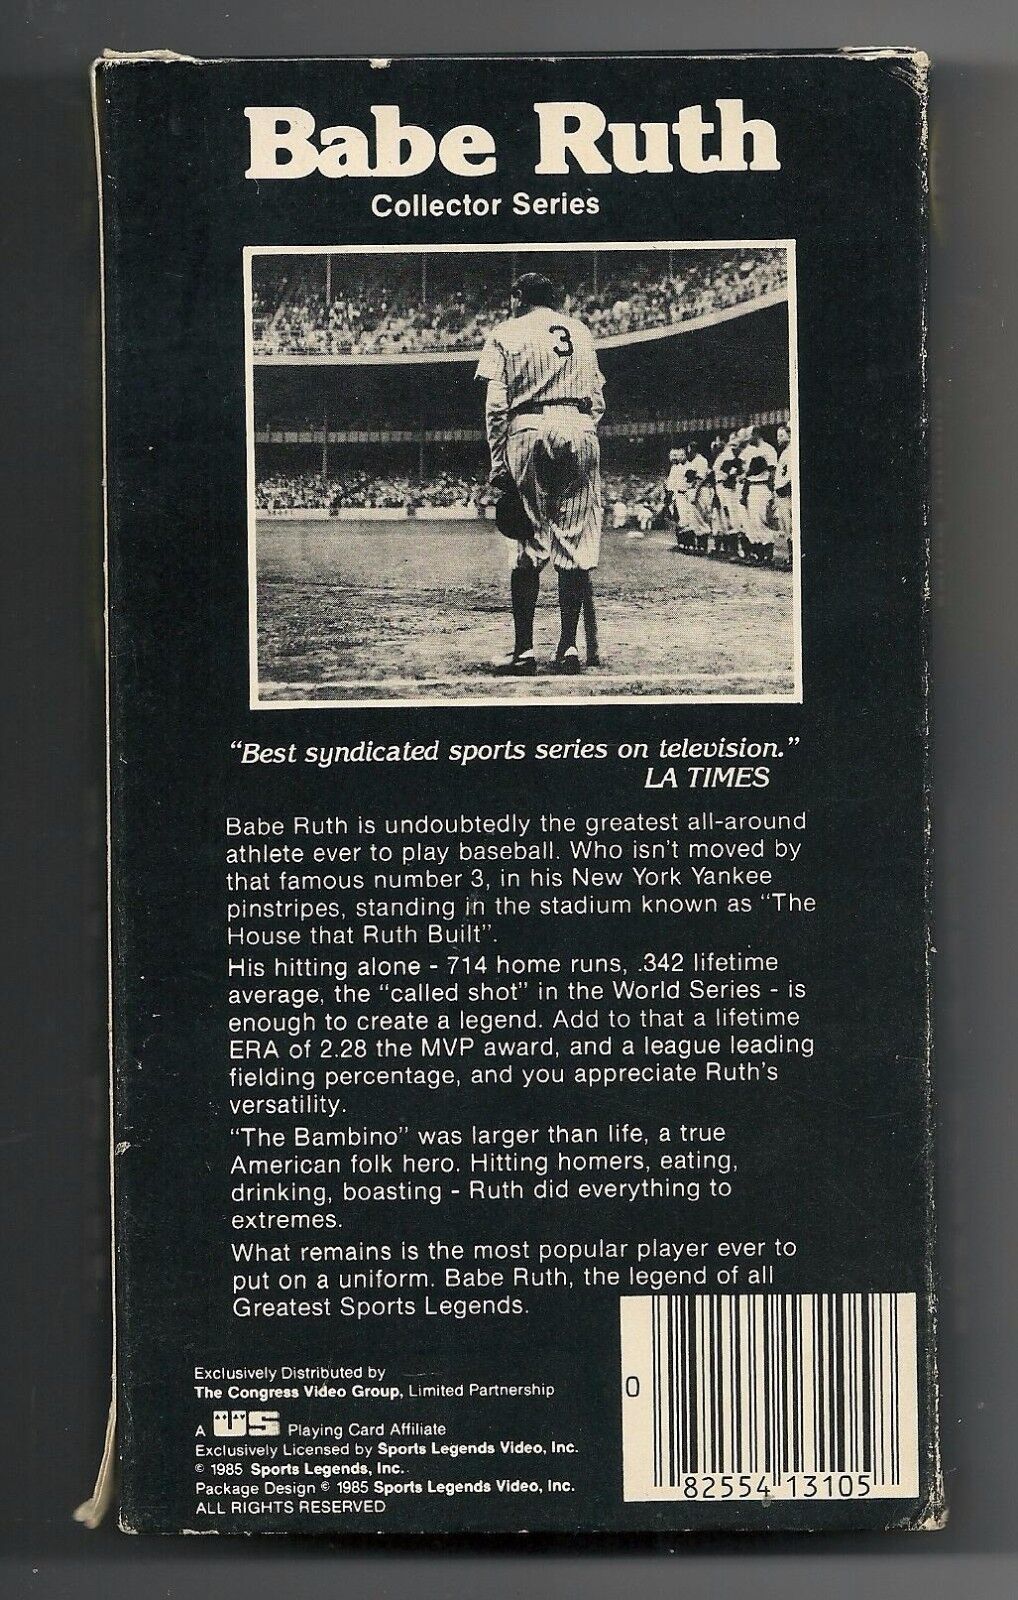 Babe Ruth
Collector Series
3
“Best syndicated sports series on television.”
LA TIMES
Babe Ruth is undoubtedly the greatest all-around
athlete ever to play baseball. Who isn't moved by
that famous number 3, in his New York Yankee
pinstripes, standing in the stadium known as “The
House that Ruth Built”.
His hitting alone - 714 home runs, .342 lifetime
average, the “called shot” in the World Series - is
enough to create a legend. Add to that a lifetime
ERA of 2.28 the MVP award, and a league leading
fielding percentage, and you appreciate Ruth's
versatility.
“The Bambino” was larger than life, a true
American folk hero. Hitting homers, eating,
drinking, boasting - Ruth did everything to
extremes.
What remains is the most popular player ever to
put on a uniform. Babe Ruth, the legend of all
Greatest Sports Legends.
Exclusively Distributed by
The Congress Video Group, Limited Partnership
A US Playing Card Affiliate
Exclusively Licensed by Sports Legends Video, Inc.
© 1985 Sports Legends, Inc.
Package Design © 1985 Sports Legends Video, Inc.
ALL RIGHTS RESERVED
0 82554 13105